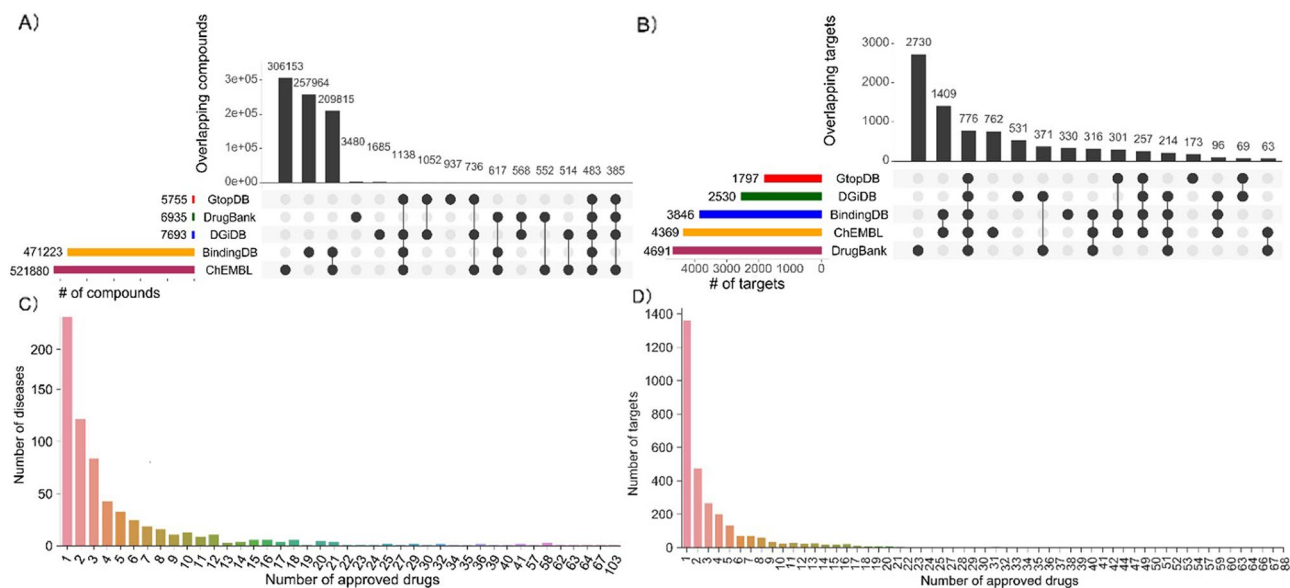 A)
Overlapping compounds
3e+05
2e+05
1e+05
0e+00
306153
257964
209815
3480
1685
1138
1052
937
736
617
568
552
514
483
385
5755 GtopDB
6935 DrugBank
7693 DGiDB
471223 BindingDB
521880 ChEMBL
# of compounds
B)
Overlapping targets
3000
2000
1000
0
2730
1409
776
762
531
371
330
316
301
257
214
173
96
69
63
1797 GtopDB
2530 DGiDB
3846 BindingDB
4369 ChEMBL
4691 DrugBank
4000 3000 2000 1000 0
# of targets
C)
Number of diseases
200
150
100
50
0
1 2 3 4 5 6 7 8 9 10 11 12 13 14 15 16 17 18 19 20 21 22 23 24 25 27 29 30 32 34 35 36 39 40 41 57 58 62 63 64 67 103
Number of approved drugs
D)
Number of targets
1400
1200
1000
800
600
400
200
0
1 2 3 4 5 6 7 8 9 10 11 12 13 14 15 16 17 18 19 20 21 22 23 24 25 26 27 28 29 30 31 32 33 34 35 36 37 38 39 40 41 42 44 47 49 50 51 52 53 54 57 58 59 60 63 64 66 67 88
Number of approved drugs